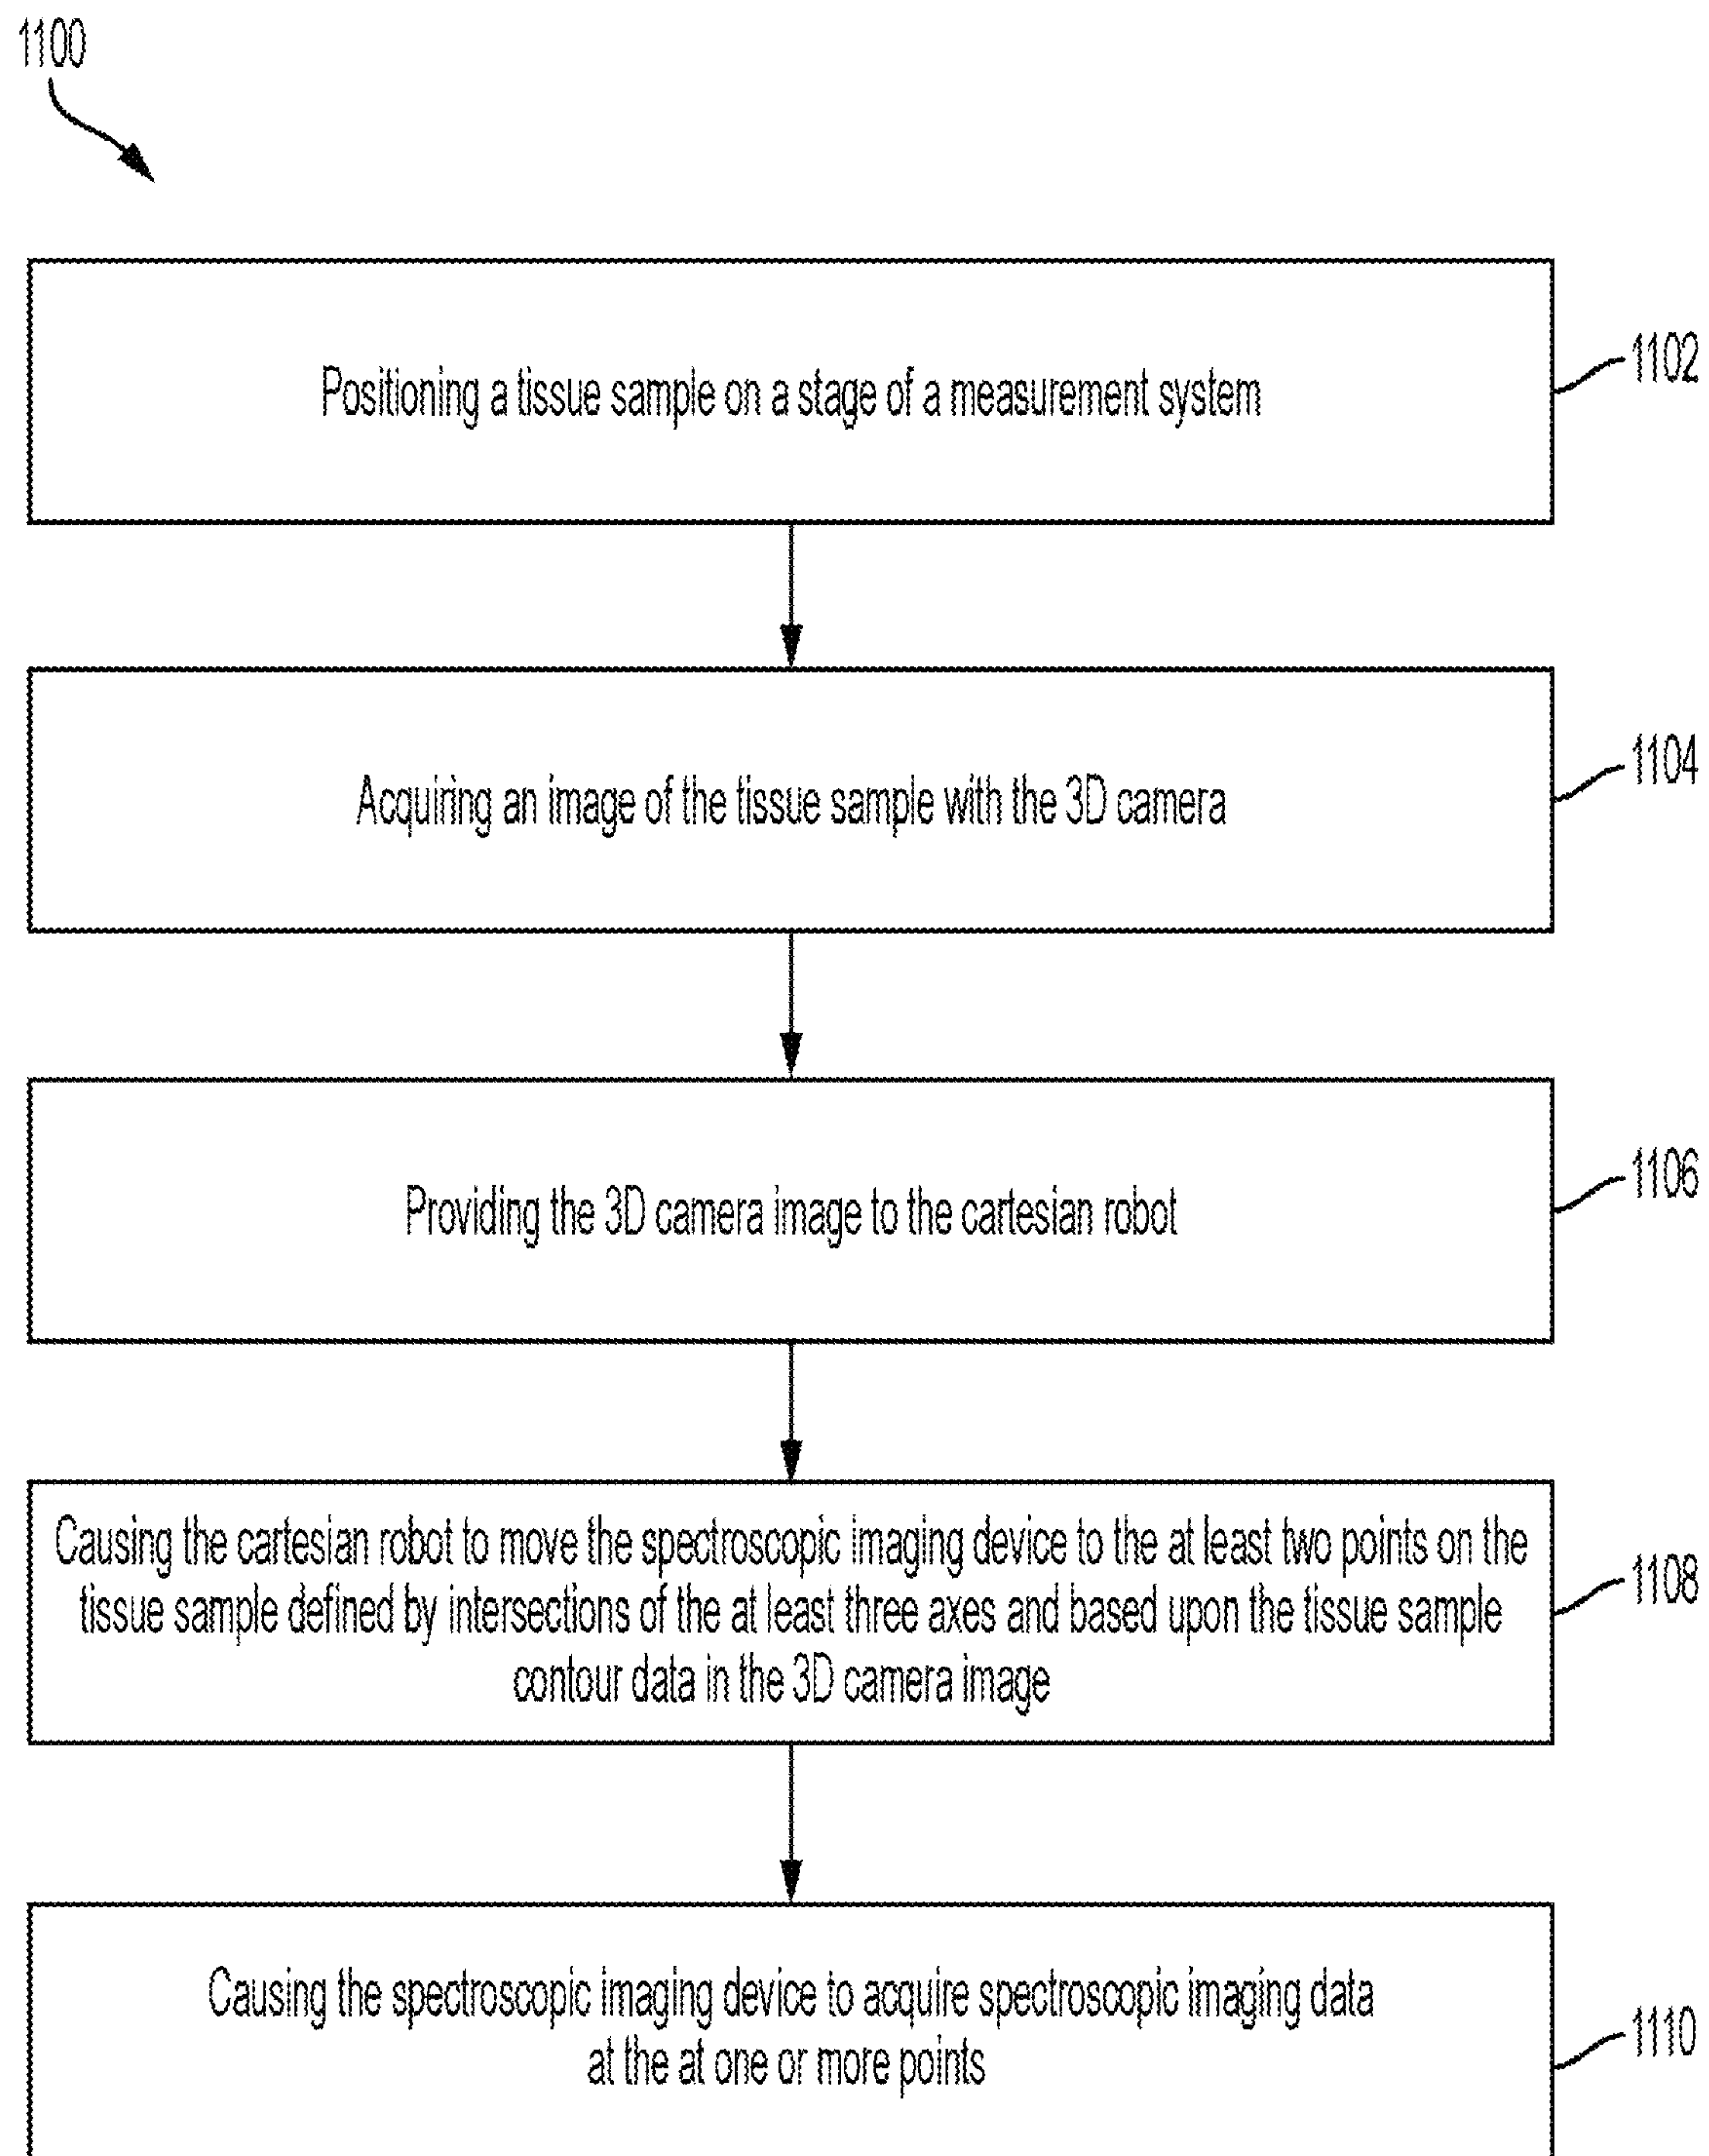 1100
Positioning a tissue sample on a stage of a measurement system
1102
Acquiring an image of the tissue sample with the 3D camera
1104
Providing the 3D camera image to the cartesian robot
1106
Causing the cartesian robot to move the spectroscopic imaging device to the at least two points on the
tissue sample defined by intersections of the at least three axes and based upon the tissue sample
contour data in the 3D camera image
1108
Causing the spectroscopic imaging device to acquire spectroscopic imaging data
at the at one or more points
1110